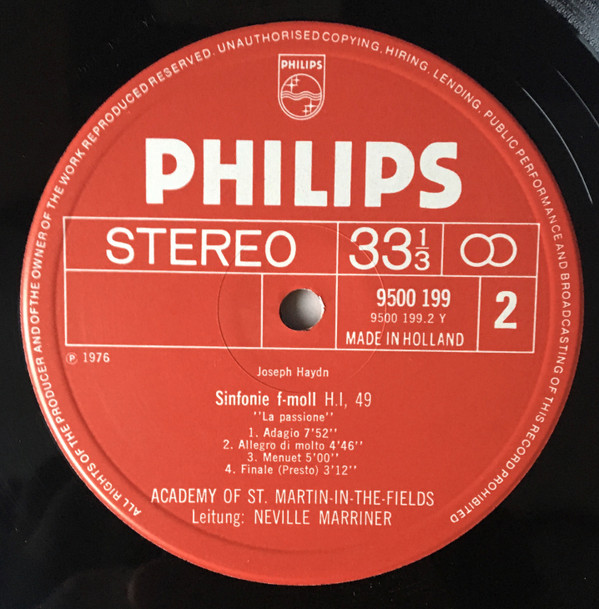 ALL RIGHTS OF THE PRODUCER AND OF THE OWNER OF THE WORK REPRODUCED RESERVED. UNAUTHORISED COPYING, HIRING, LENDING, PUBLIC PERFORMANCE AND BROADCASTING OF THIS RECORD PROHIBITED
PHILIPS
PHILIPS
STEREO 33 1/3
9500 199
9500 199.2 Y
2
MADE IN HOLLAND
Ⓟ 1976
Joseph Haydn
Sinfonie f-moll H.I, 49
"La passione"
1. Adagio 7'52''
2. Allegro di molto 4'46''
3. Menuet 5'00''
4. Finale (Presto) 3'12''
ACADEMY OF ST. MARTIN-IN-THE-FIELDS
Leitung: NEVILLE MARRINER